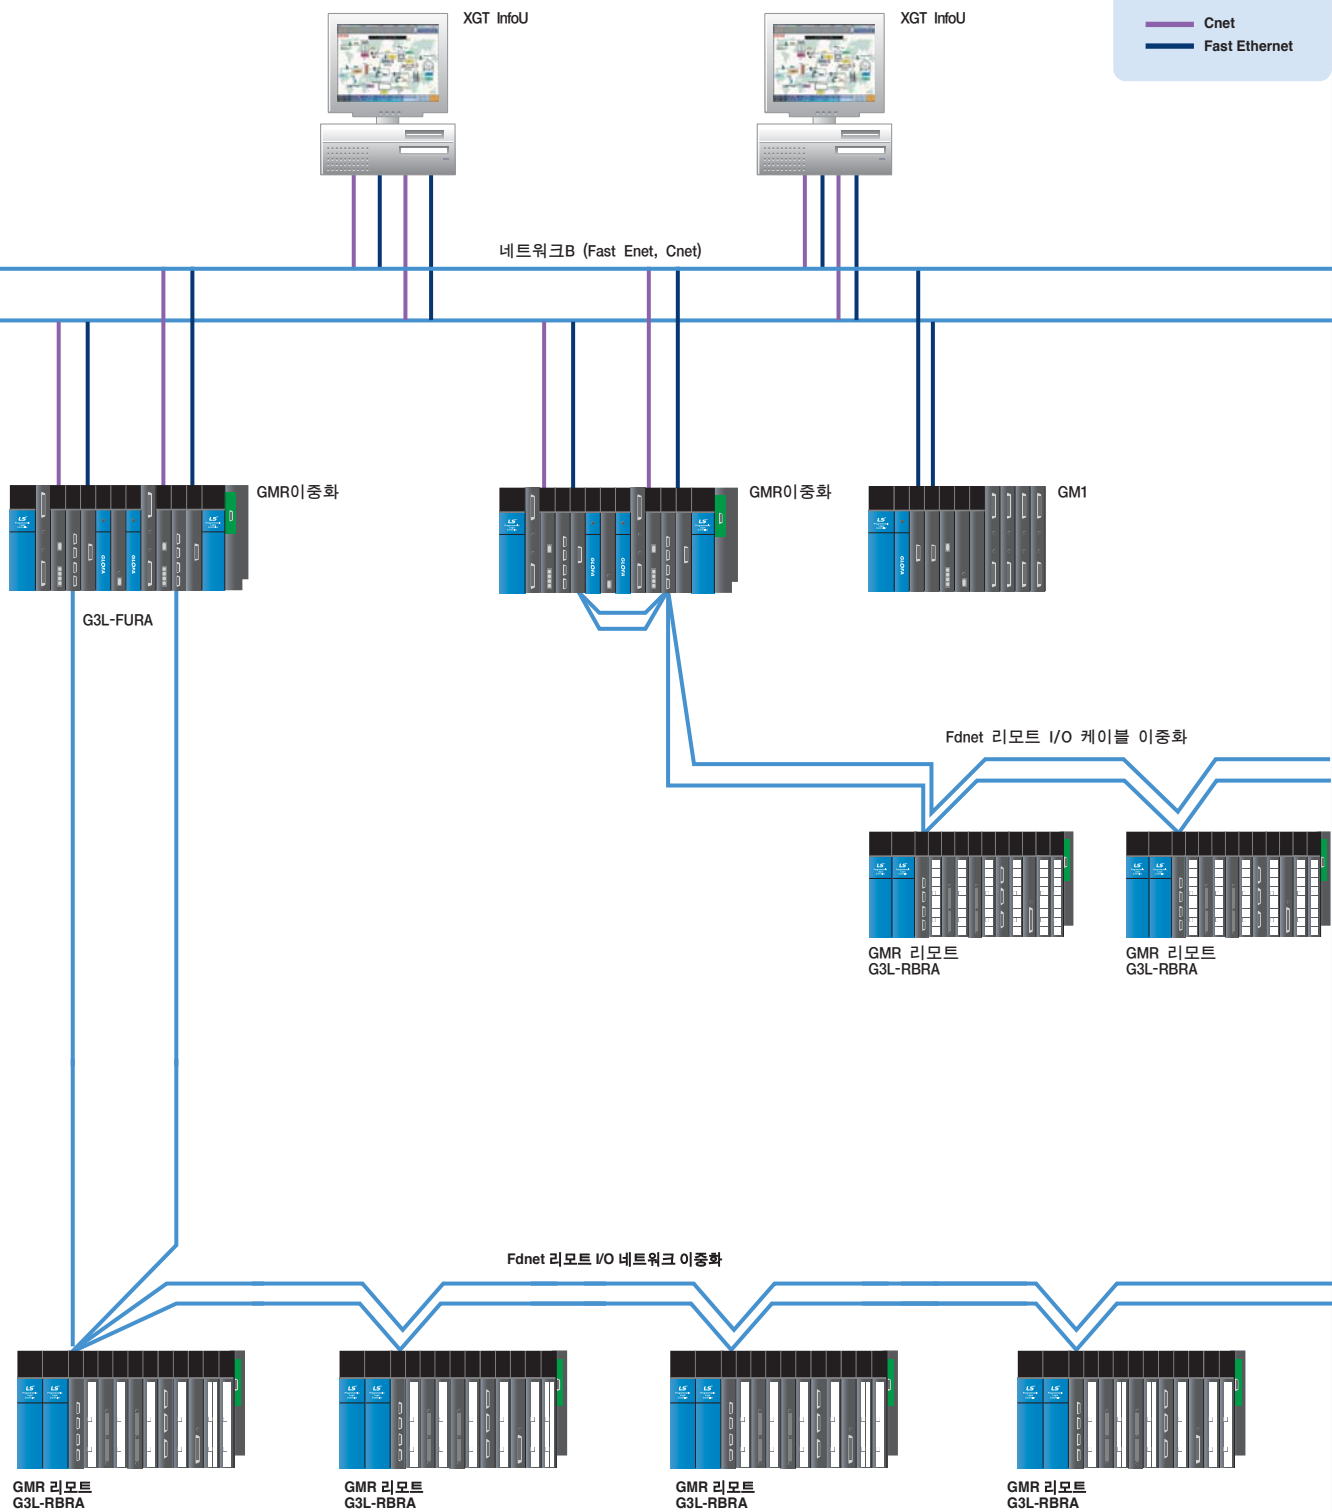 XGT InfoU
XGT InfoU
Cnet
Fast Ethernet
네트워크B (Fast Enet, Cnet)
GMR이중화
GMR이중화
GM1
G3L-FURA
Fdnet 리모트 I/O 케이블 이중화
GMR 리모트
G3L-RBRA
GMR 리모트
G3L-RBRA
Fdnet 리모트 I/O 네트워크 이중화
GMR 리모트
G3L-RBRA
GMR 리모트
G3L-RBRA
GMR 리모트
G3L-RBRA
GMR 리모트
G3L-RBRA